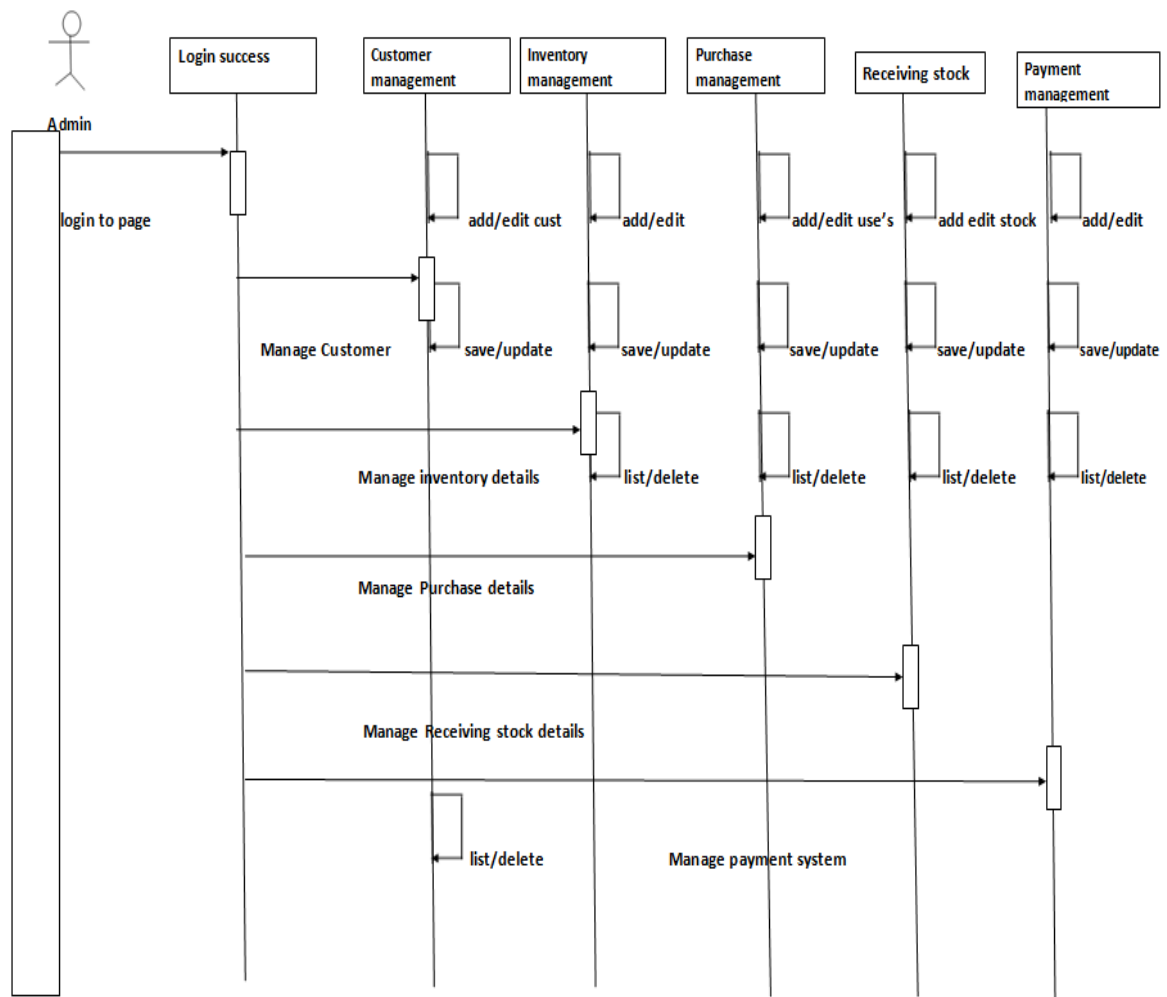 Login success
Customer
management
Inventory
management
Purchase
management
Receiving stock
Payment
management
Admin
login to page
add/edit cust
add/edit
add/edit use's
add edit stock
add/edit
Manage Customer
save/update
save/update
save/update
save/update
save/update
Manage inventory details
list/delete
list/delete
list/delete
list/delete
Manage Purchase details
Manage Receiving stock details
list/delete
Manage payment system